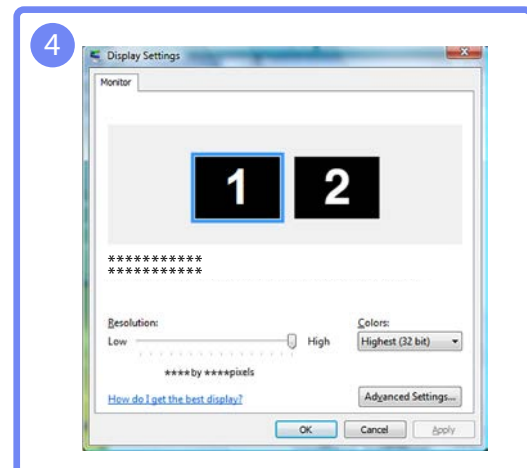 4
Display Settings
Monitor
1 2
***********
***********
Resolution:
Low High
****by ****pixels
Colors:
Highest (32 bit)
How do I get the best display?
Advanced Settings...
OK Cancel Apply